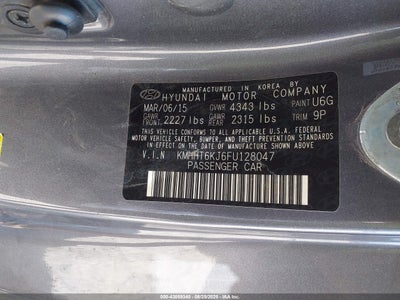 MANUFACTURED IN KOREA BY
HYUNDAI MOTOR COMPANY
MAR/06/15 GVWR 4343 lbs PAINT U6G
GAWR FRONT 2227 lbs GAWR REAR 2315 lbs TRIM 9P
THIS VEHICLE CONFORMS TO ALL APPLICABLE U.S.A. FEDERAL
MOTOR VEHICLE SAFETY, BUMPER, AND THEFT PREVENTION
STANDARDS IN EFFECT ON THE DATE OF MANUFACTURE SHOWN ABOVE.
V.I.N KMHHT6KJ6FU128047
PASSENGER CAR